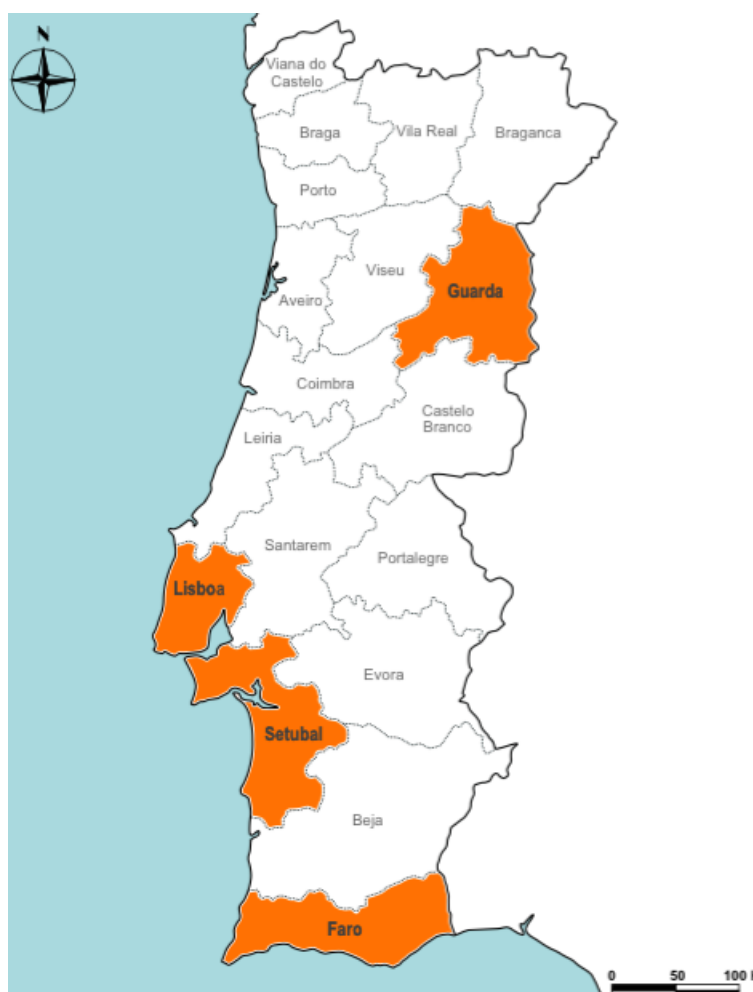 N
Viana do
Castelo
Braga
Vila Real
Braganca
Porto
Viseu
Guarda
Aveiro
Coimbra
Castelo
Branco
Leiria
Santarem
Portalegre
Lisboa
Evora
Setubal
Beja
Faro
0 50 100